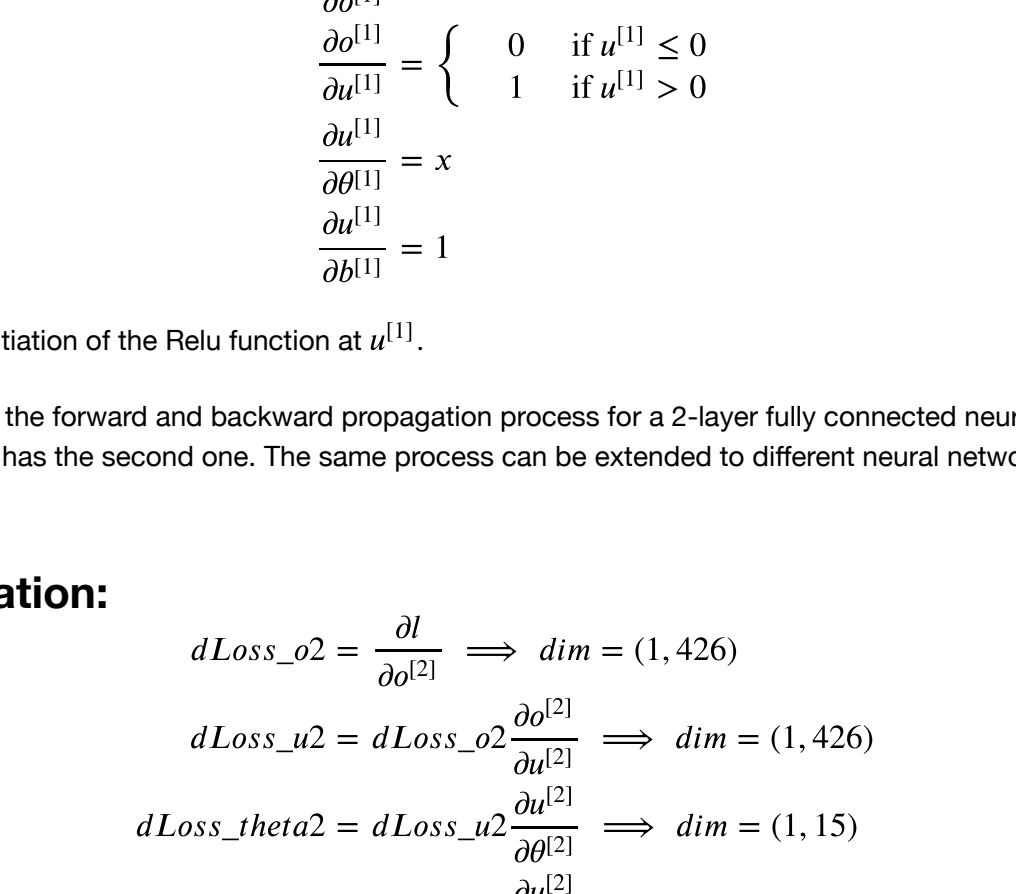 ∂o^[1]
∂o^[1]/∂u^[1] = { 0 if u^[1] ≤ 0
1 if u^[1] > 0
∂u^[1]/∂θ^[1] = x
∂u^[1]/∂b^[1] = 1
tiation of the Relu function at u^[1].
the forward and backward propagation process for a 2-layer fully connected neur
has the second one. The same process can be extended to different neural netwo
ation:
dLoss_o2 = ∂l/∂o^[2] ⟹ dim = (1, 426)
dLoss_u2 = dLoss_o2 ∂o^[2]/∂u^[2] ⟹ dim = (1, 426)
dLoss_theta2 = dLoss_u2 ∂u^[2]/∂θ^[2] ⟹ dim = (1, 15)
∂u^[2]